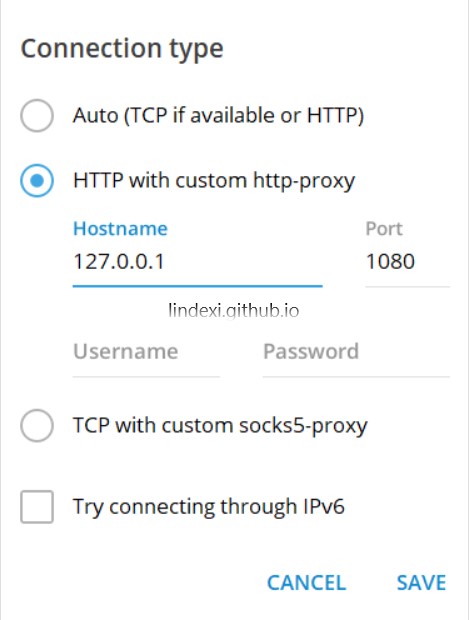 Connection type
Auto (TCP if available or HTTP)
HTTP with custom http-proxy
Hostname Port
127.0.0.1 1080
lindexi.github.io
Username Password
TCP with custom socks5-proxy
Try connecting through IPv6
CANCEL SAVE